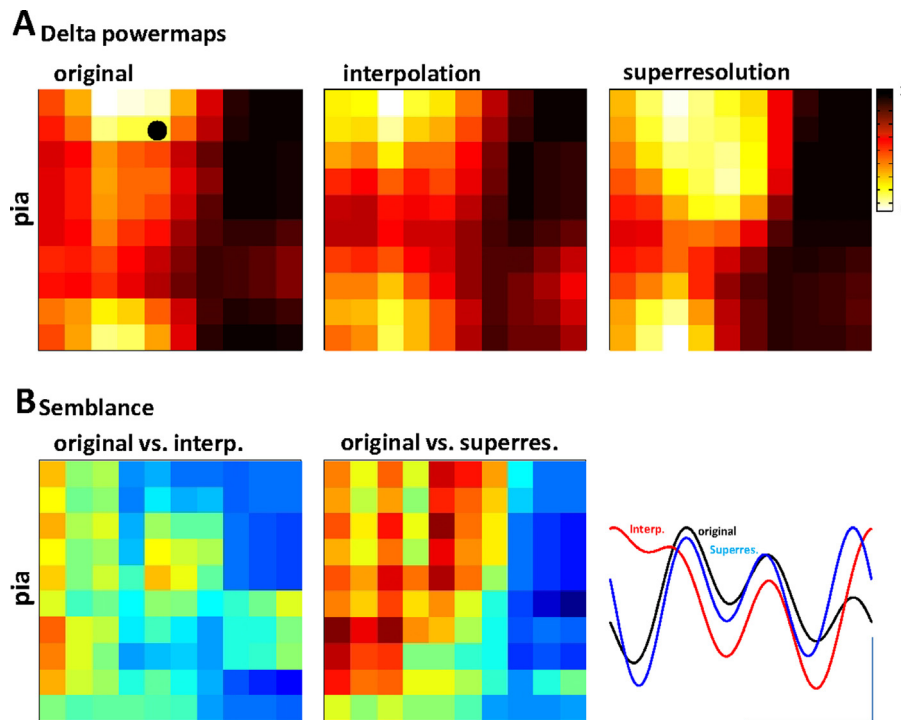 A Delta powermaps
original
interpolation
superresolution
pia
B Semblance
original vs. interp.
original vs. superres.
pia
Interp.
original
Superres.